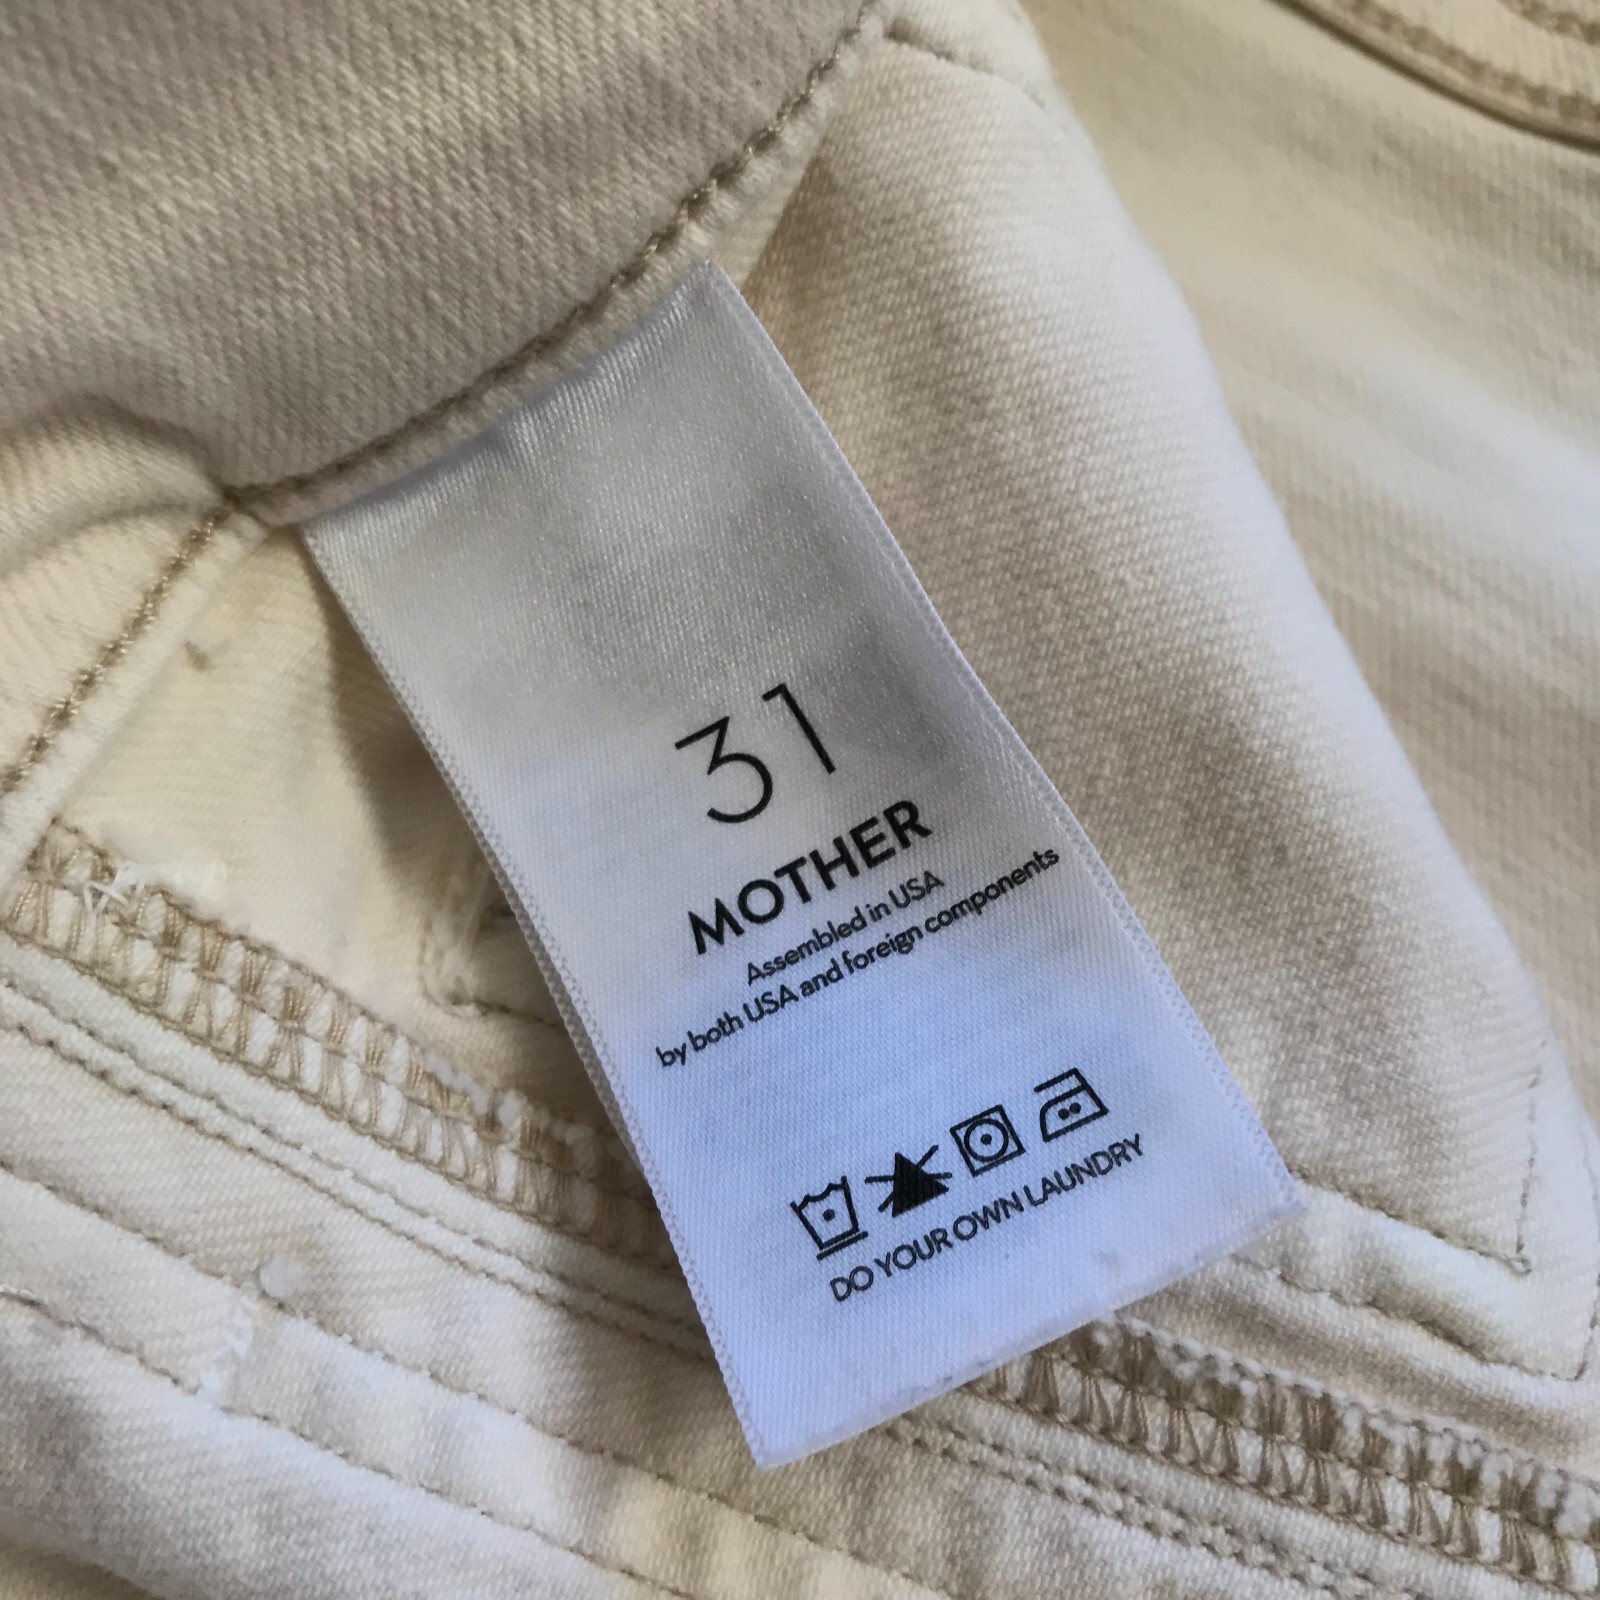 31
MOTHER
Assembled in USA
by both USA and foreign components
DO YOUR OWN LAUNDRY